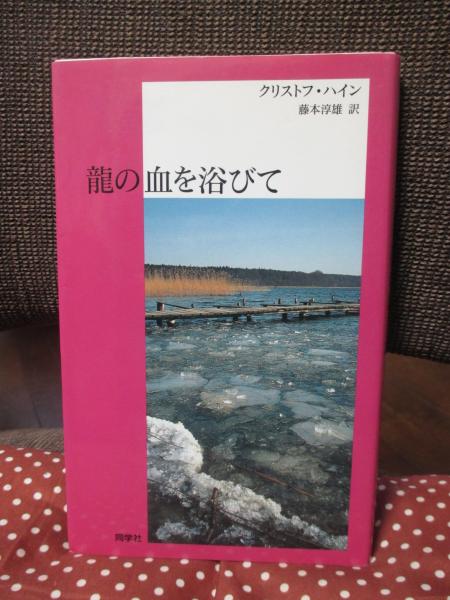 クリストフ・ハイン
藤本淳雄 訳
龍の血を浴びて
同学社